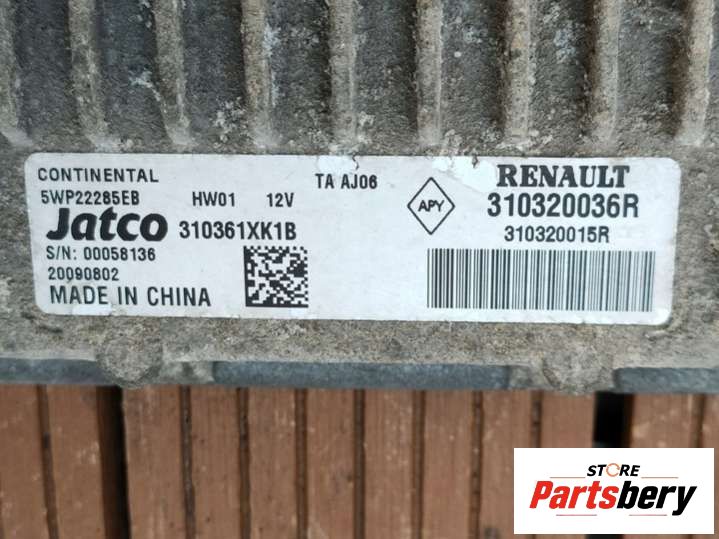 CONTINENTAL
5WP22285EB HW01 12V TA AJ06
Jatco 310361XK1B
S/N: 00058136
20090802
MADE IN CHINA
APY
RENAULT
310320036R
310320015R
STORE
Partsbery